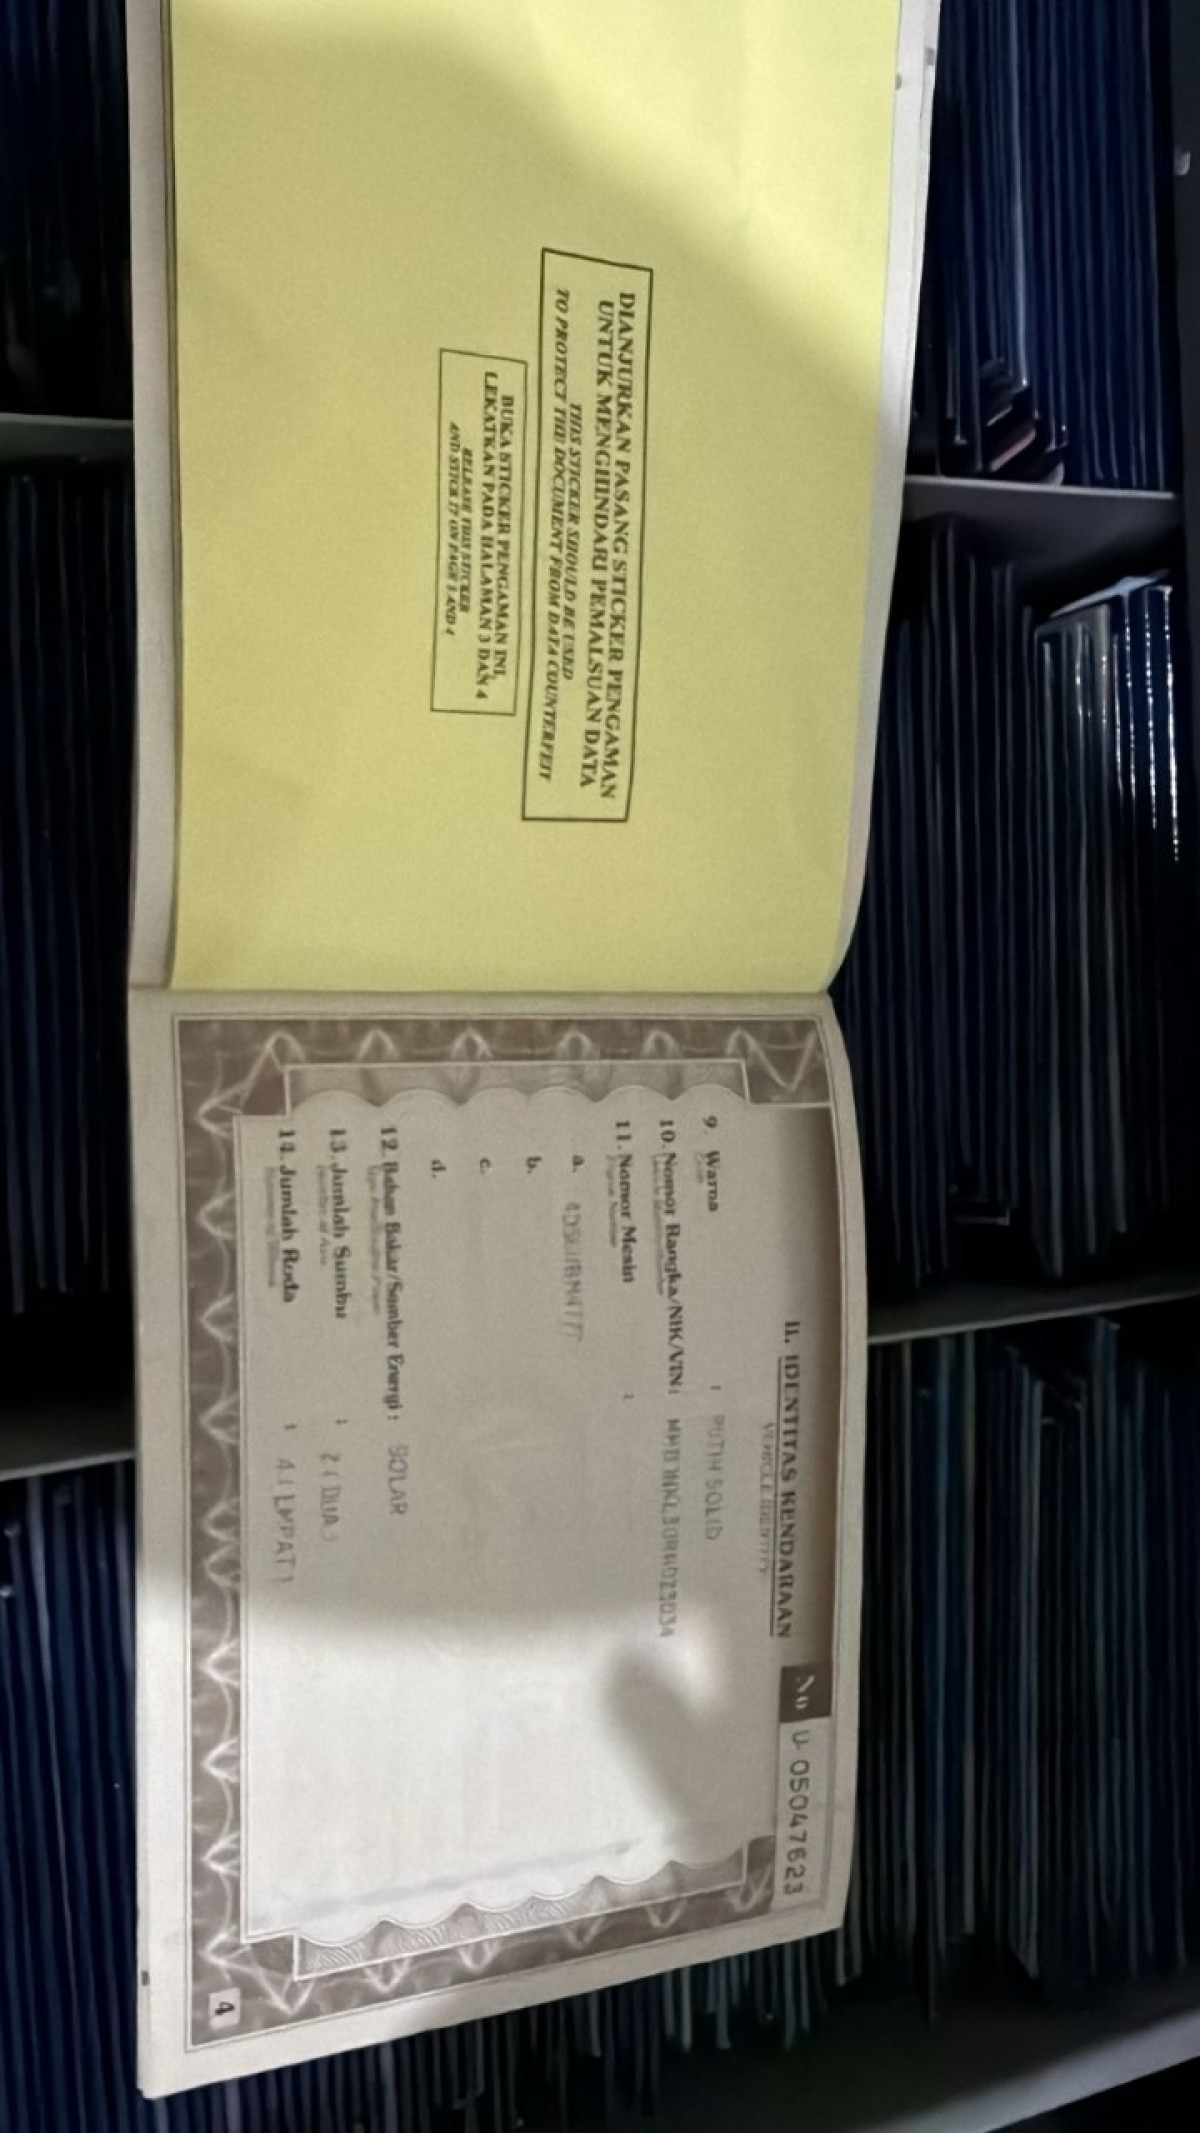 DIANJURKAN PASANG STICKER PENGAMAN
UNTUK MENGHINDARI PEMALSUAN DATA
THIS STICKER SHOULD BE USED
TO PROTECT THE DOCUMENT FROM DATA COUNTERFEIT
BUKA STICKER PENGAMAN INI,
LEKATKAN PADA HALAMAN 3 DAN 4
RELEASE THIS STICKER
AND STICK IT ON PAGE 3 AND 4
II. IDENTITAS KENDARAAN
VEHICLE IDENTITY
No U-05047623
9. Warna : PUTIH SOLID
10. Nomor Rangka/NIK/VIN :
11. Nomor Mesin :
a.
b.
c.
d.
12. Bahan Bakar/Sumber Energi : SOLAR
13. Jumlah Sumbu : 2 ( DUA )
14. Jumlah Roda : 4 ( EMPAT )
4